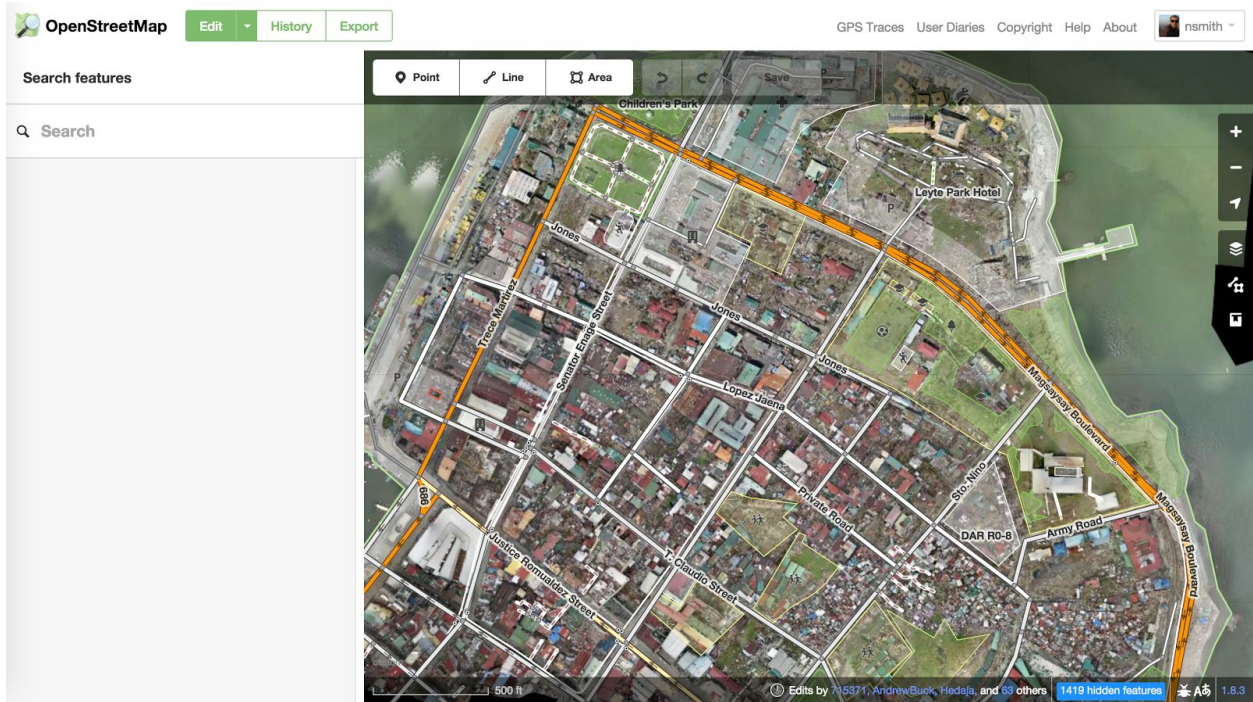 OpenStreetMap
Edit
History
Export
GPS Traces
User Diaries
Copyright
Help
About
nsmith
Search features
Point
Line
Area
Save
Search
Children's Park
Leyte Park Hotel
P
Jones
Trece Martirez
Senator Enage Street
Jones
Jones
P
Lopez Jaena
Magsaysay Boulevard
Sto. Nino
Private Road
686
DAR R0-8
Army Road
Magsaysay Boulevard
Justice Romualdez Street
T. Claudio Street
500 ft
Edits by 715371, AndrewBuck, Hedaja, and 63 others
1419 hidden features
Aあ
1.8.3